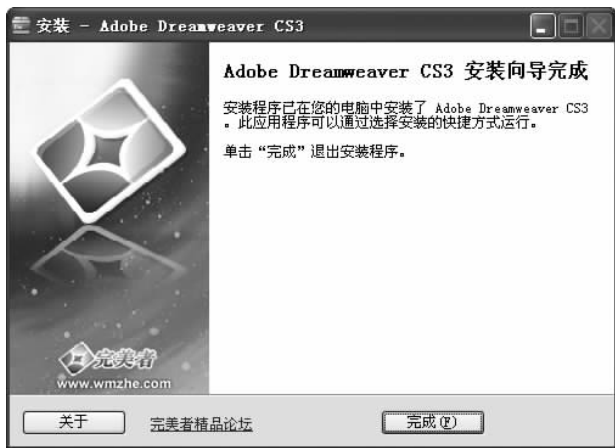 安装 - Adobe Dreamweaver CS3
Adobe Dreamweaver CS3 安装向导完成
安装程序已在您的电脑中安装了 Adobe Dreamweaver CS3
。此应用程序可以通过选择安装的快捷方式运行。
单击“完成”退出安装程序。
完美者
www.wmzhe.com
关于
完美者精品论坛
完成(F)